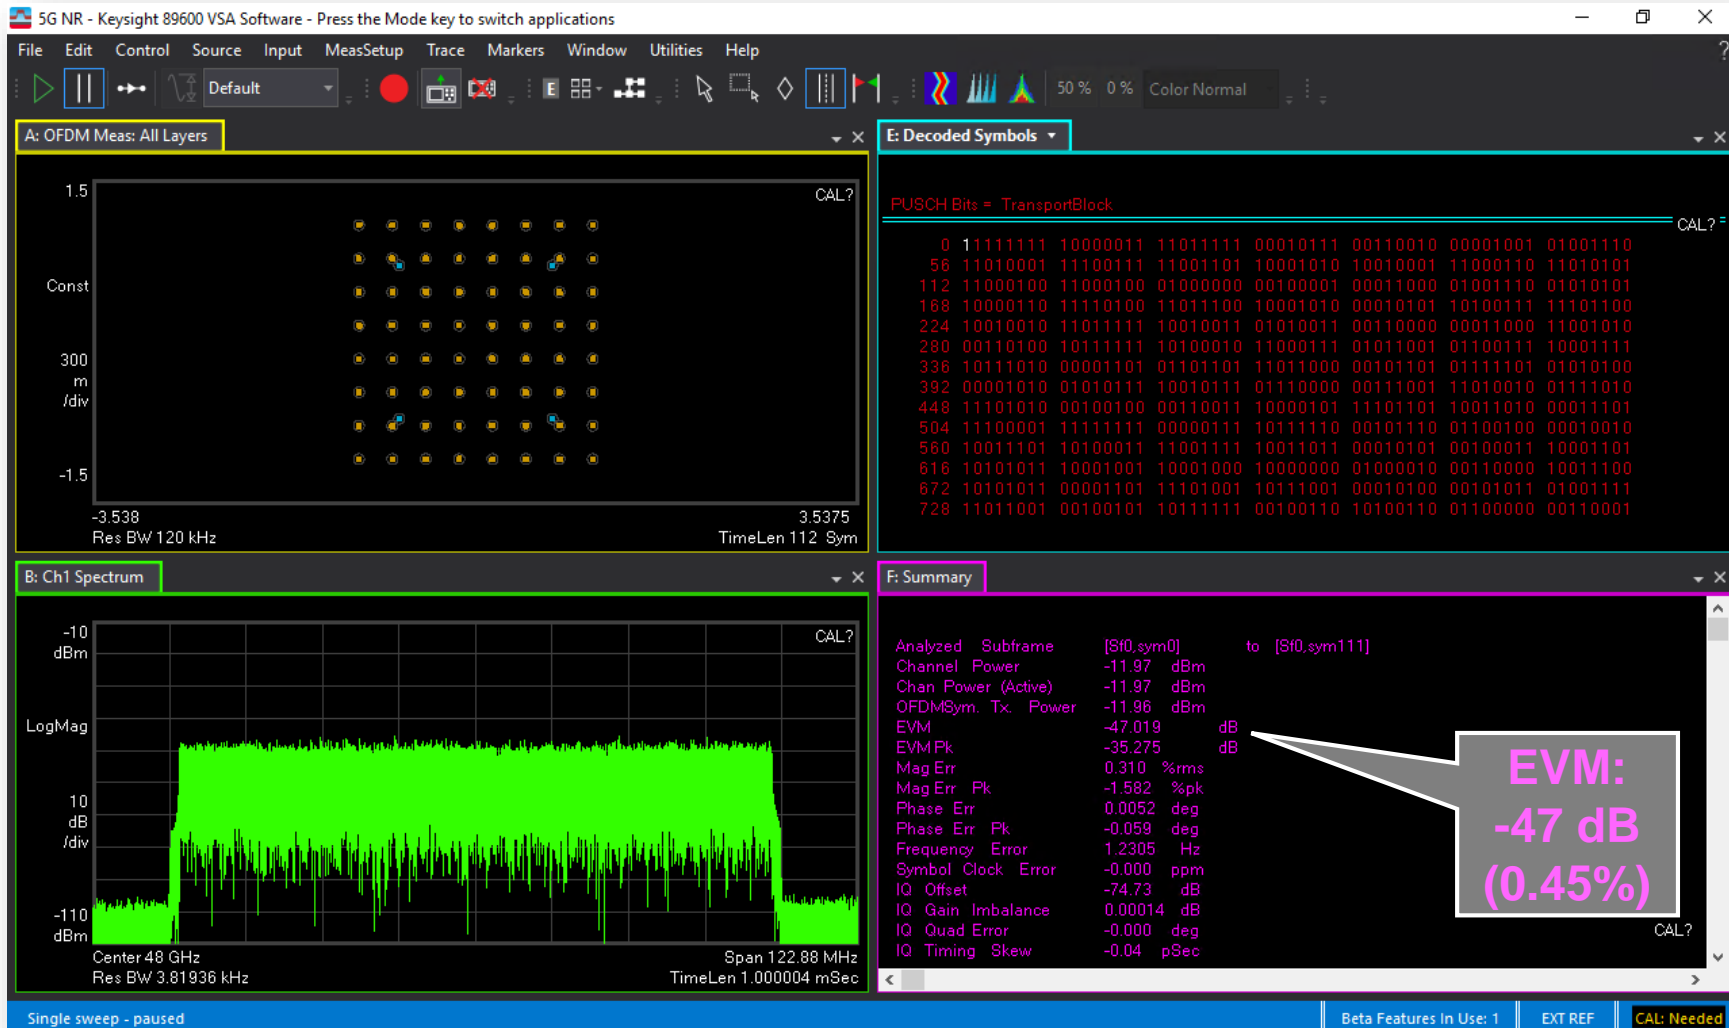 5G NR - Keysight 89600 VSA Software - Press the Mode key to switch applications
File Edit Control Source Input MeasSetup Trace Markers Window Utilities Help ?
Default E 50 % 0 % Color Normal
A: OFDM Meas: All Layers
1.5
CAL?
Const
300
m
/div
-1.5
-3.538 3.5375
Res BW 120 kHz TimeLen 112 Sym
E: Decoded Symbols
PUSCH Bits = TransportBlock
CAL?
0 11111111 10000011 11011111 00010111 00110010 00001001 01001110
56 11010001 11100111 11001101 10001010 10010001 11000110 11010101
112 11000100 11000100 01000000 00100001 00011000 01001110 01010101
168 10000110 11110100 11011100 10001010 00010101 10100111 11101100
224 10010010 11011111 10010011 01010011 00110000 00011000 11001010
280 00110100 10111111 10100010 11000111 01011001 01100111 10001111
336 10111010 00001101 01101101 11011000 00101101 01111101 01010100
392 00001010 01010111 10010111 01110000 00111001 11010010 01111010
448 11101010 00100100 00110011 10000101 11101101 10011010 00011101
504 11100001 11111111 00000111 10111110 00101110 01100100 00010010
560 10011101 10100011 11001111 10011011 00101010 00100011 10001101
616 10101011 10001001 10001000 10000000 01000010 00110000 10011100
672 10101011 00001101 11101001 10111001 00010100 00101011 01001111
728 11011001 00100101 10111111 00100110 10100110 01100000 00110001
B: Ch1 Spectrum
-10
dBm
CAL?
LogMag
10
dB
/div
-110
dBm
Center 48 GHz Span 122.88 MHz
Res BW 3.81936 kHz TimeLen 1.000004 mSec
F: Summary
Analyzed Subframe [Sf0,sym0] to [Sf0,sym111]
Channel Power -11.97 dBm
Chan Power (Active) -11.97 dBm
OFDMSym. Tx. Power -11.96 dBm
EVM -47.019 dB
EVM Pk -35.275 dB
Mag Err 0.310 %rms
Mag Err Pk -1.582 %pk
Phase Err 0.0052 deg
Phase Err Pk -0.059 deg
Frequency Error 1.2305 Hz
Symbol Clock Error -0.000 ppm
IQ Offset -74.73 dB
IQ Gain Imbalance 0.00014 dB
IQ Quad Error -0.000 deg
IQ Timing Skew -0.04 pSec
EVM:
-47 dB
(0.45%)
CAL?
Single sweep - paused Beta Features In Use: 1 EXT REF CAL: Needed